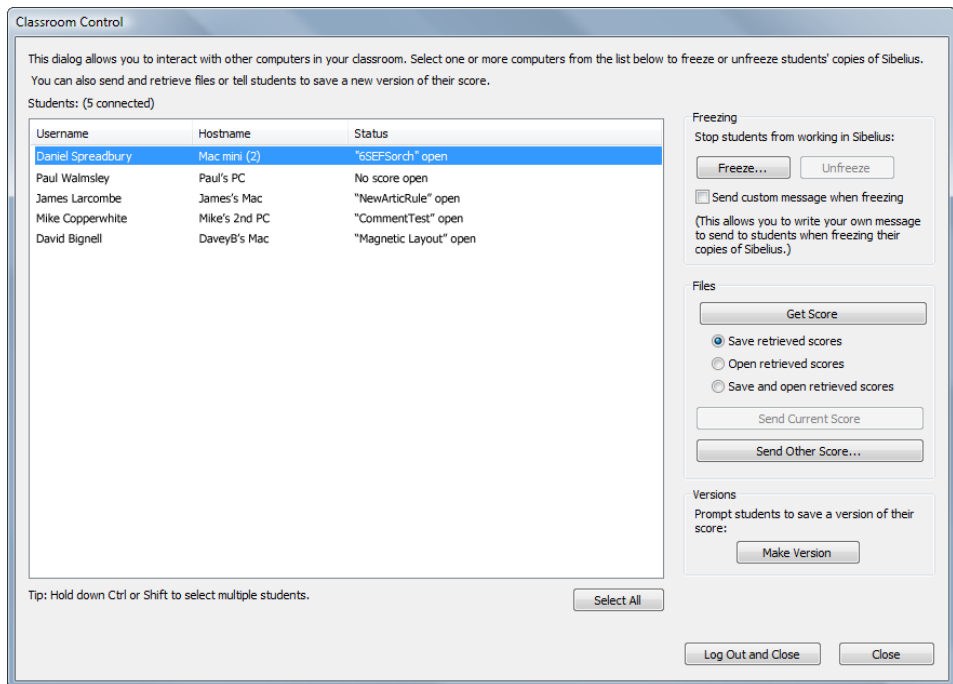 Classroom Control
This dialog allows you to interact with other computers in your classroom. Select one or more computers from the list below to freeze or unfreeze students' copies of Sibelius.
You can also send and retrieve files or tell students to save a new version of their score.
Students: (5 connected)
Username Hostname Status
Daniel Spreadbury Mac mini (2) "6SEFSorch" open
Paul Walmsley Paul's PC No score open
James Larcombe James's Mac "NewArticRule" open
Mike Copperwhite Mike's 2nd PC "CommentTest" open
David Bignell DaveyB's Mac "Magnetic Layout" open
Tip: Hold down Ctrl or Shift to select multiple students.
Select All
Freezing
Stop students from working in Sibelius:
Freeze... Unfreeze
Send custom message when freezing
(This allows you to write your own message
to send to students when freezing their
copies of Sibelius.)
Files
Get Score
Save retrieved scores
Open retrieved scores
Save and open retrieved scores
Send Current Score
Send Other Score...
Versions
Prompt students to save a version of their
score:
Make Version
Log Out and Close Close